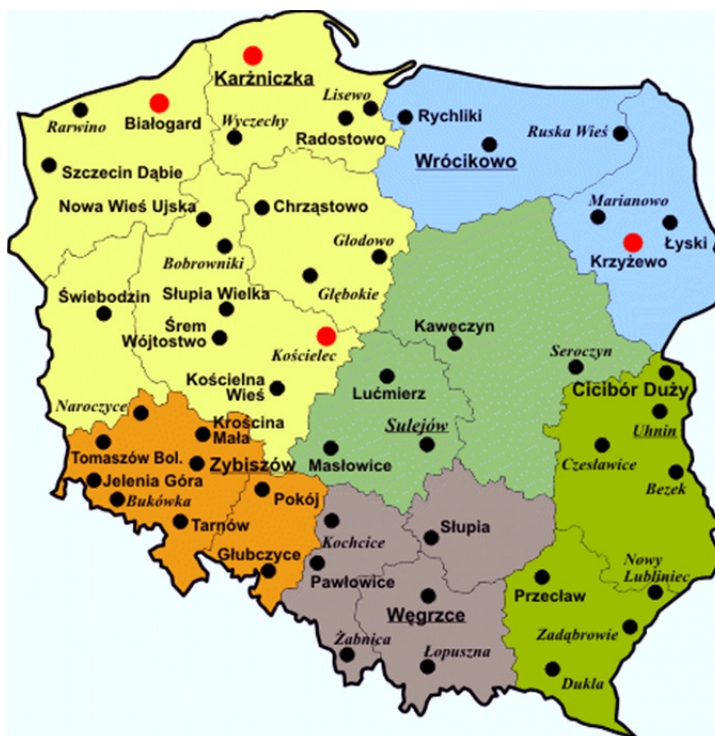 Karżniczka
Lisewo
Rarwino
Białogard
Wyczechy
Radostowo
Rychliki
Ruska Wieś
Wrócikowo
Szczecin Dąbie
Nowa Wieś Ujska
Chrząstowo
Marianowo
Łyski
Bobrowniki
Głodowo
Krzyżewo
Głębokie
Świebodzin
Słupia Wielka
Śrem
Wójtostwo
Kościelec
Kawęczyn
Seroczyn
Kościelna
Wieś
Lućmierz
Cicibór Duży
Naroczyce
Krościna
Mała
Sulejów
Uhnin
Tomaszów Bol.
Zybiszów
Masłowice
Czesławice
Jelenia Góra
Bezek
Bukówka
Pokój
Tarnów
Kochcice
Słupia
Głubczyce
Pawłowice
Nowy
Lubliniec
Przecław
Węgrzce
Zadąbrowie
Żabnica
Łopuszna
Dukla